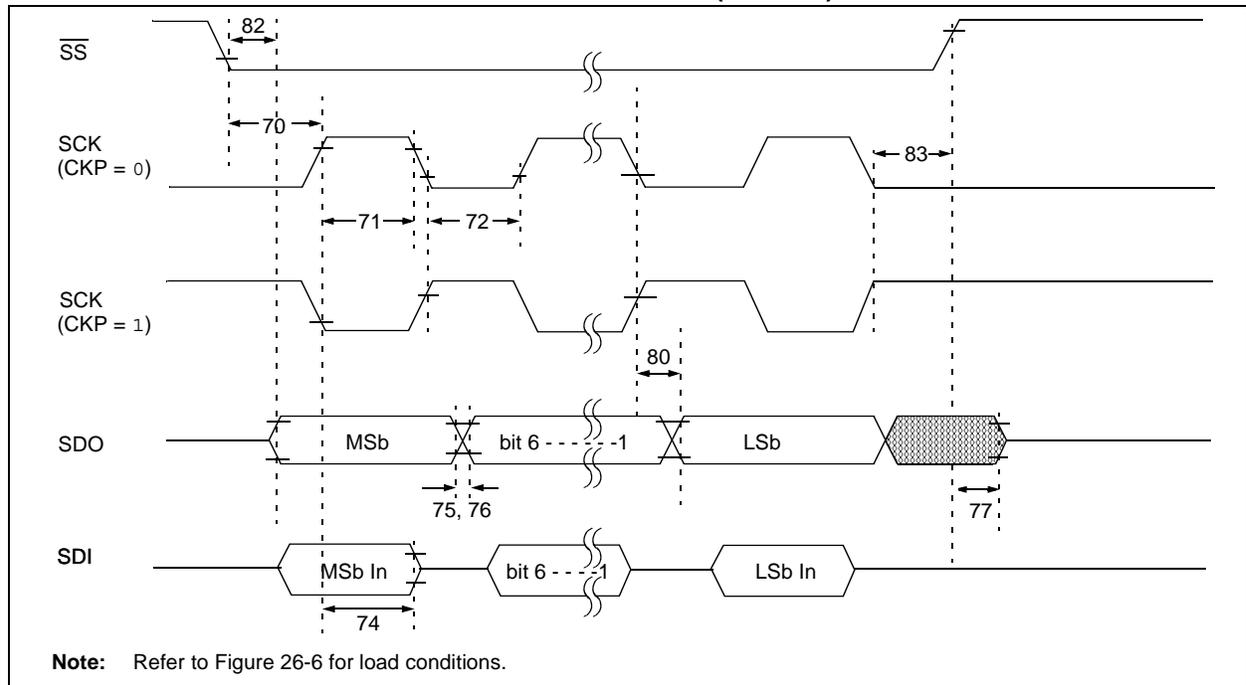 82
SS
70
SCK
(CKP = 0)
83
71
72
SCK
(CKP = 1)
80
SDO
MSb
bit 6 - - - - - -1
LSb
75, 76
77
SDI
MSb In
bit 6 - - - -1
LSb In
74
Note: Refer to Figure 26-6 for load conditions.